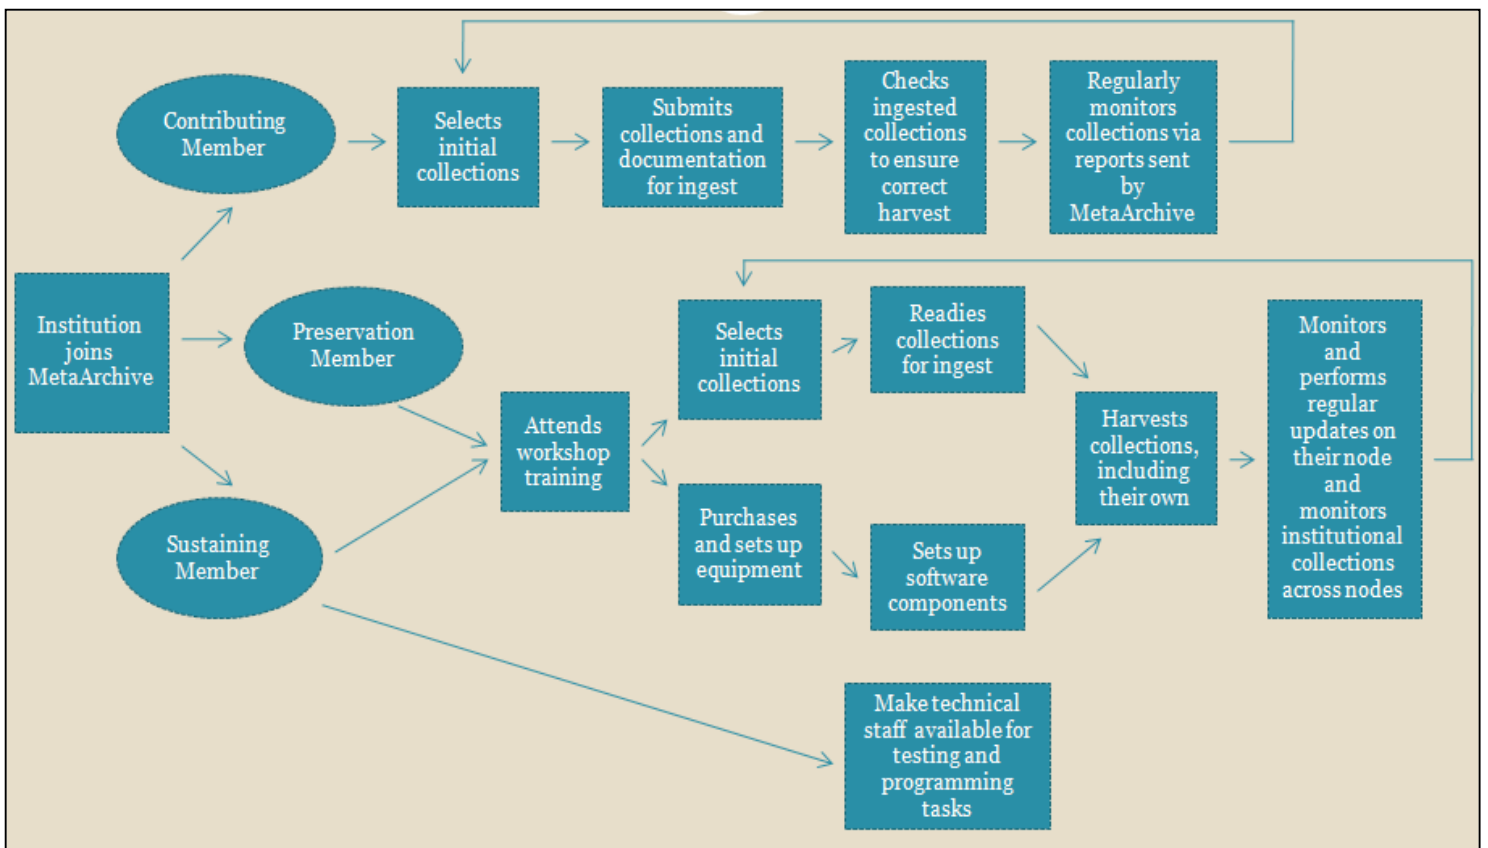 Contributing
Member
Selects
initial
collections
Submits
collections and
documentation
for ingest
Checks
ingested
collections
to ensure
correct
harvest
Regularly
monitors
collections via
reports sent
by
MetaArchive
Institution
joins
MetaArchive
Preservation
Member
Sustaining
Member
Attends
workshop
training
Selects
initial
collections
Readies
collections
for ingest
Purchases
and sets up
equipment
Sets up
software
components
Harvests
collections,
including
their own
Monitors
and
performs
regular
updates on
their node
and
monitors
institutional
collections
across nodes
Make technical
staff available for
testing and
programming
tasks